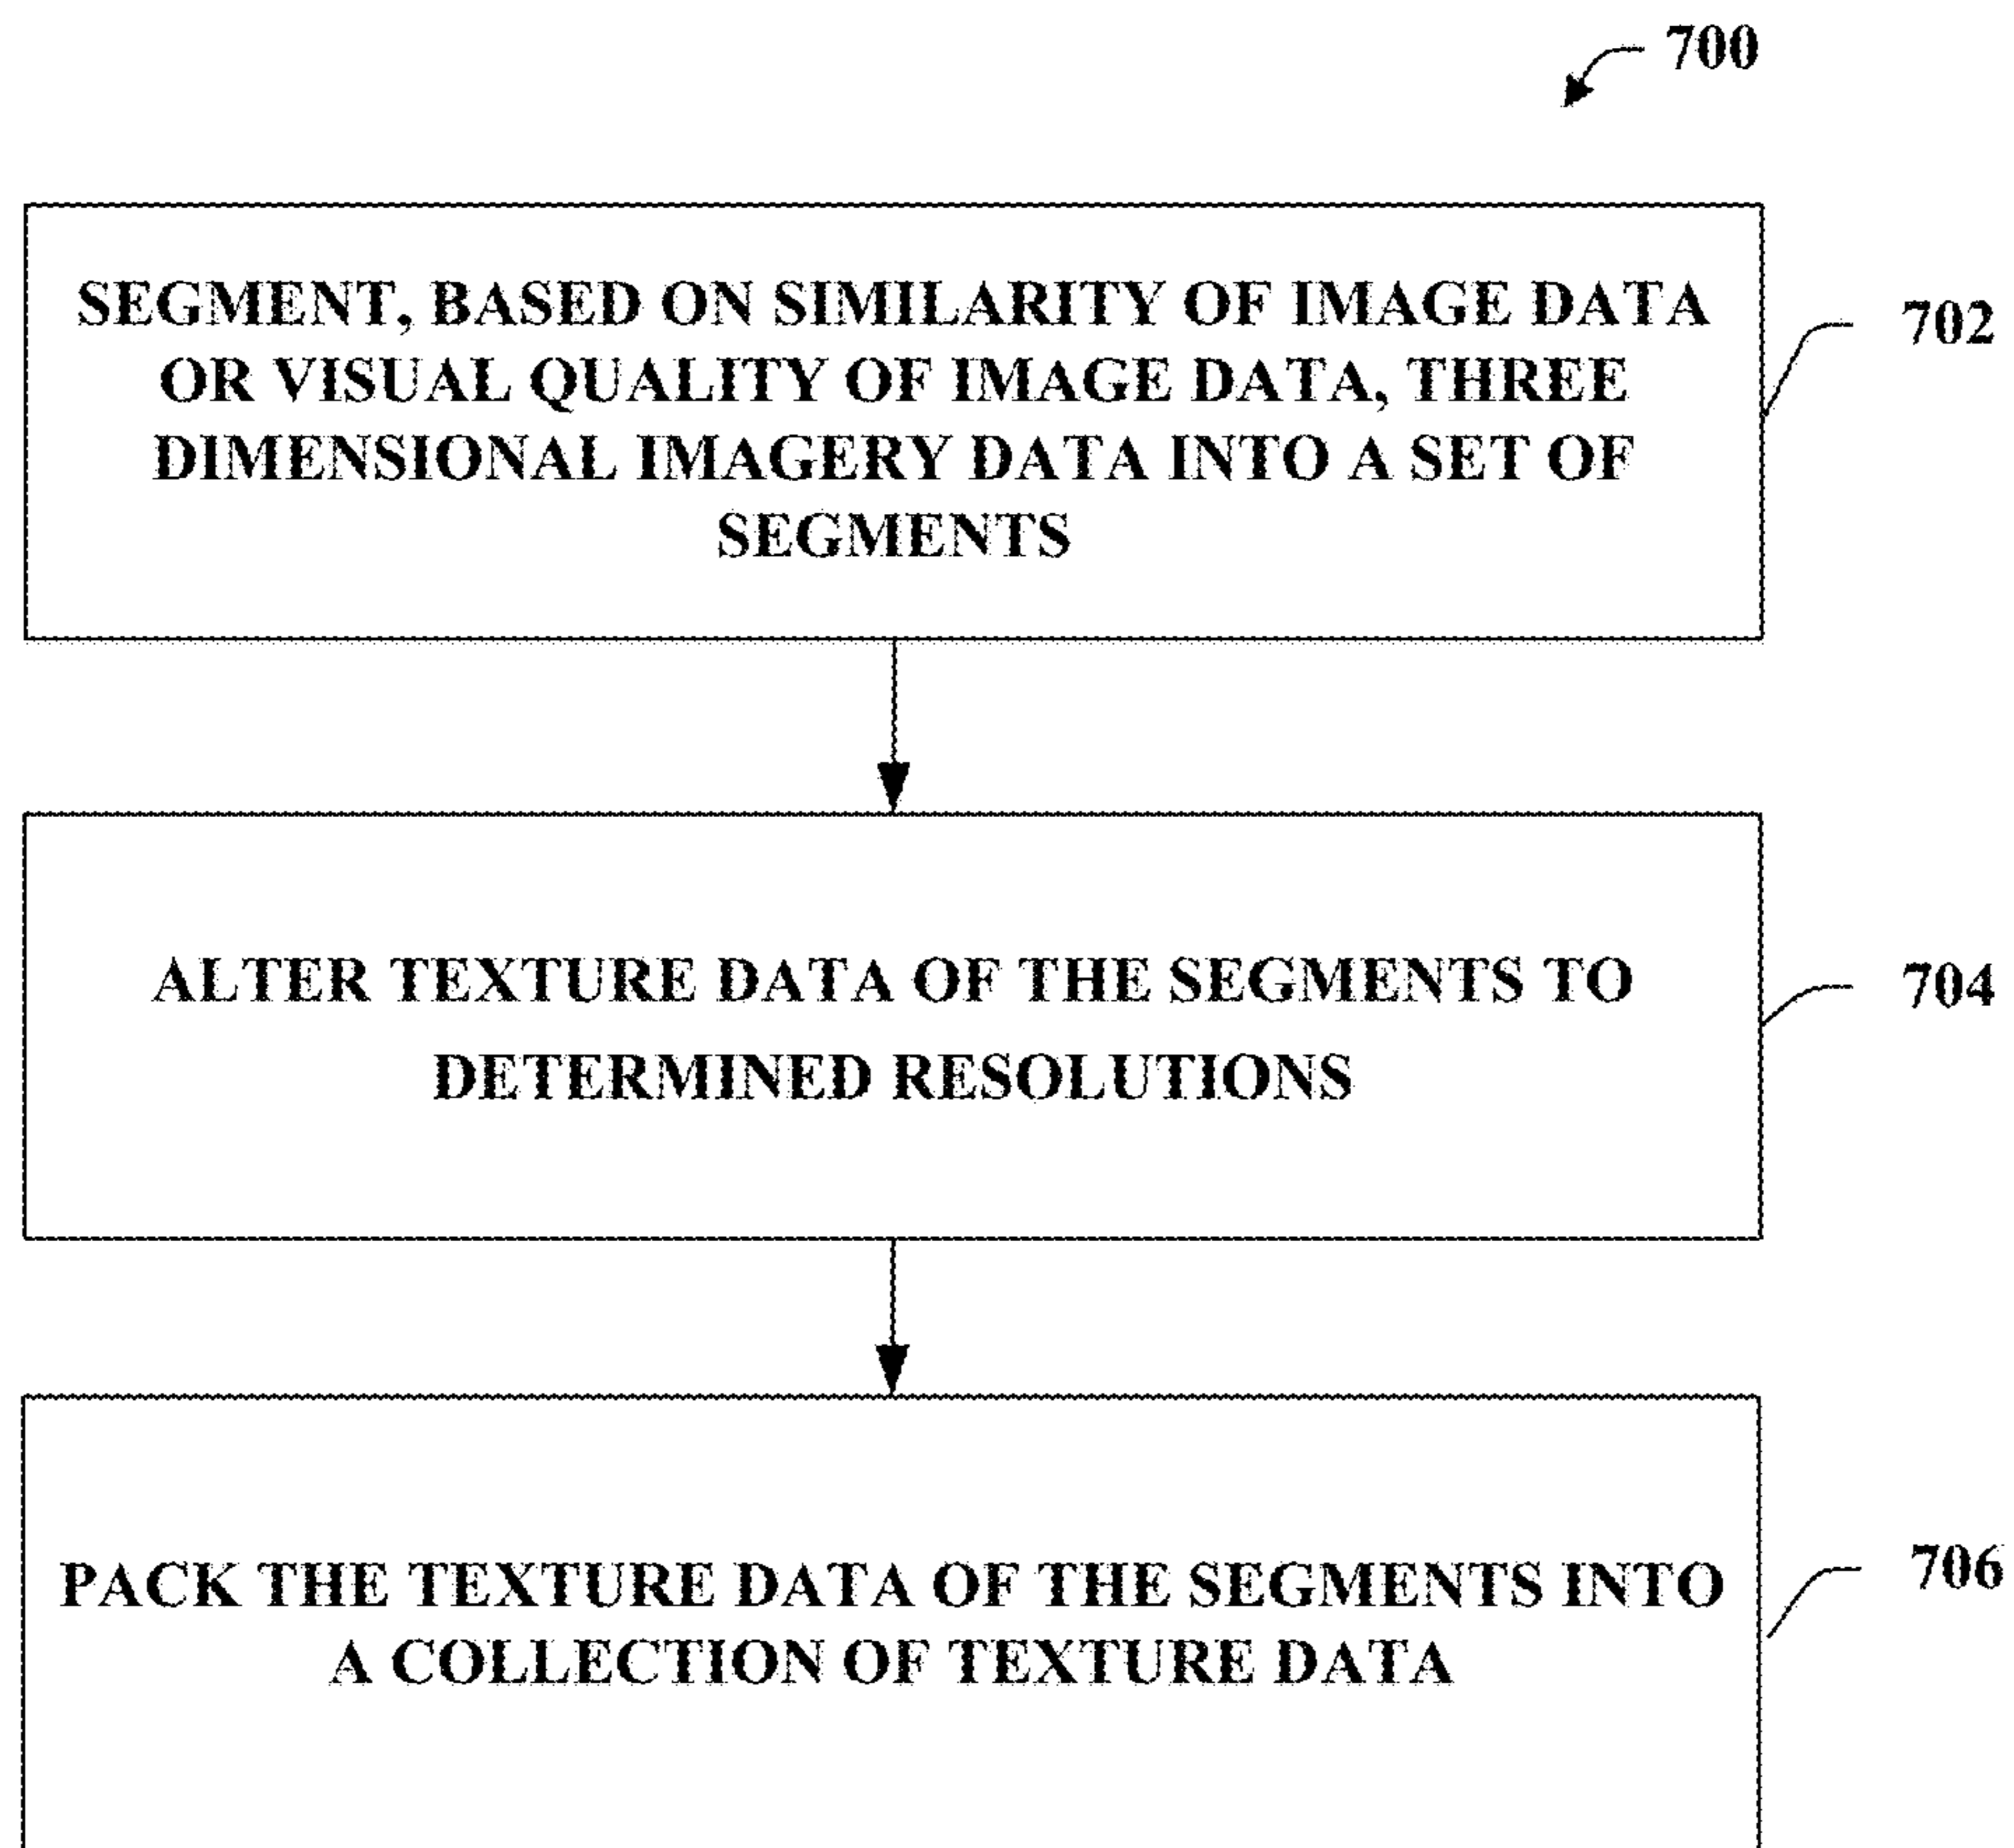 700
SEGMENT, BASED ON SIMILARITY OF IMAGE DATA
OR VISUAL QUALITY OF IMAGE DATA, THREE
DIMENSIONAL IMAGERY DATA INTO A SET OF
SEGMENTS
702
ALTER TEXTURE DATA OF THE SEGMENTS TO
DETERMINED RESOLUTIONS
704
PACK THE TEXTURE DATA OF THE SEGMENTS INTO
A COLLECTION OF TEXTURE DATA
706